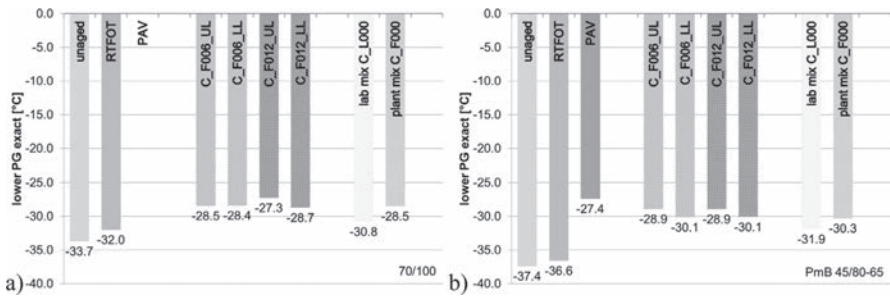 lower PG exact [°C]
0.0
-5.0
-10.0
-15.0
-20.0
-25.0
-30.0
-35.0
-40.0
unaged
RTFOT
PAV
C_F006_UL
C_F006_LL
C_F012_UL
C_F012_LL
lab mix C_L000
plant mix C_F000
-33.7
-32.0
-28.5
-28.4
-27.3
-28.7
-30.8
-28.5
70/100
a)
lower PG exact [°C]
0.0
-5.0
-10.0
-15.0
-20.0
-25.0
-30.0
-35.0
-40.0
unaged
RTFOT
PAV
C_F006_UL
C_F006_LL
C_F012_UL
C_F012_LL
lab mix C_L000
plant mix C_F000
-37.4
-36.6
-27.4
-28.9
-30.1
-28.9
-30.1
-31.9
-30.3
PmB 45/80-65
b)